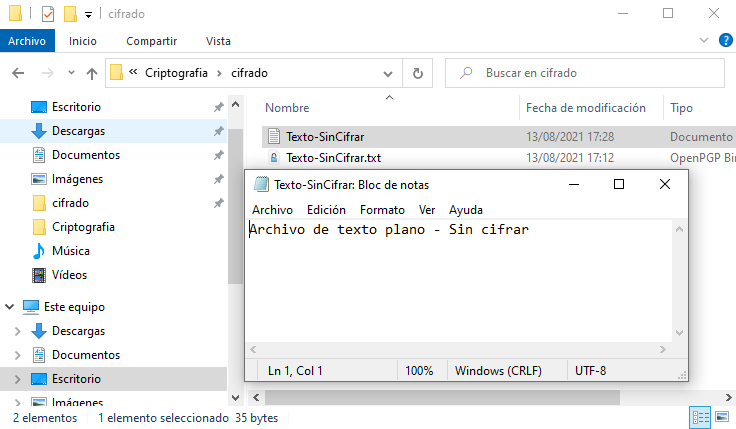 cifrado
Archivo Inicio Compartir Vista
« Criptografia › cifrado
Buscar en cifrado
Escritorio
Descargas
Documentos
Imágenes
cifrado
Criptografia
Música
Vídeos
Este equipo
Descargas
Documentos
Escritorio
Imágenes
Nombre Fecha de modificación Tipo
Texto-SinCifrar 13/08/2021 17:28 Documento
Texto-SinCifrar.txt 13/08/2021 17:12 OpenPGP Bin
Texto-SinCifrar: Bloc de notas
Archivo Edición Formato Ver Ayuda
Archivo de texto plano - Sin cifrar
Ln 1, Col 1 100% Windows (CRLF) UTF-8
2 elementos 1 elemento seleccionado 35 bytes